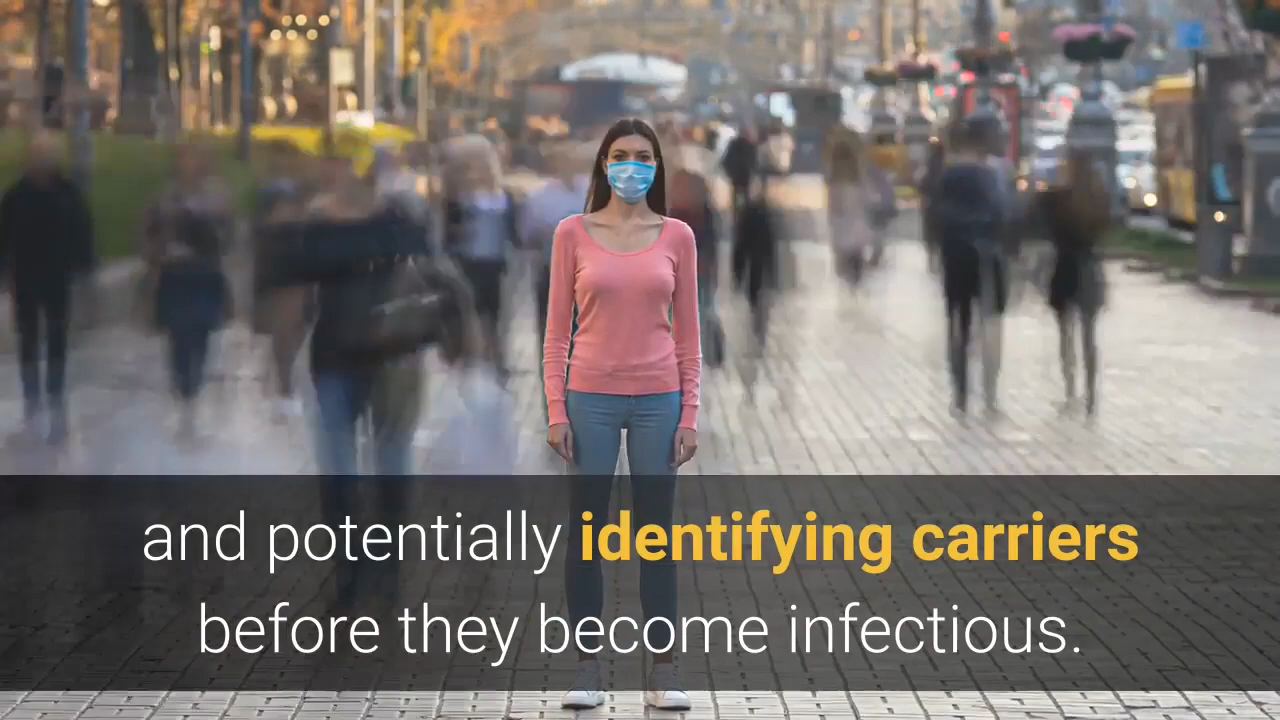 and potentially identifying carriers
before they become infectious.